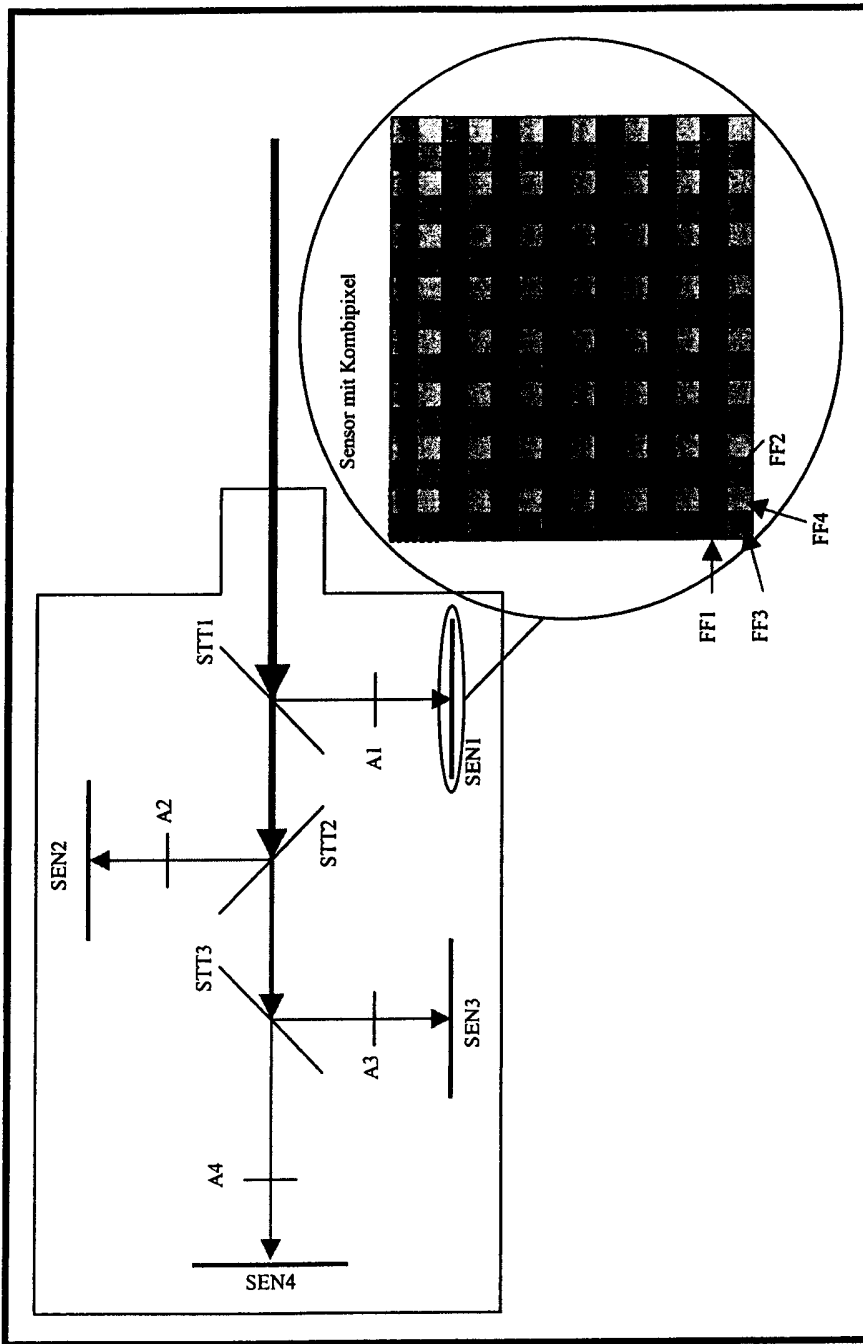 Sensor mit Kombipixel
STT1
A1
SEN1
SEN2
A2
STT2
STT3
A3
SEN3
A4
SEN4
FF1
FF3
FF4
FF2